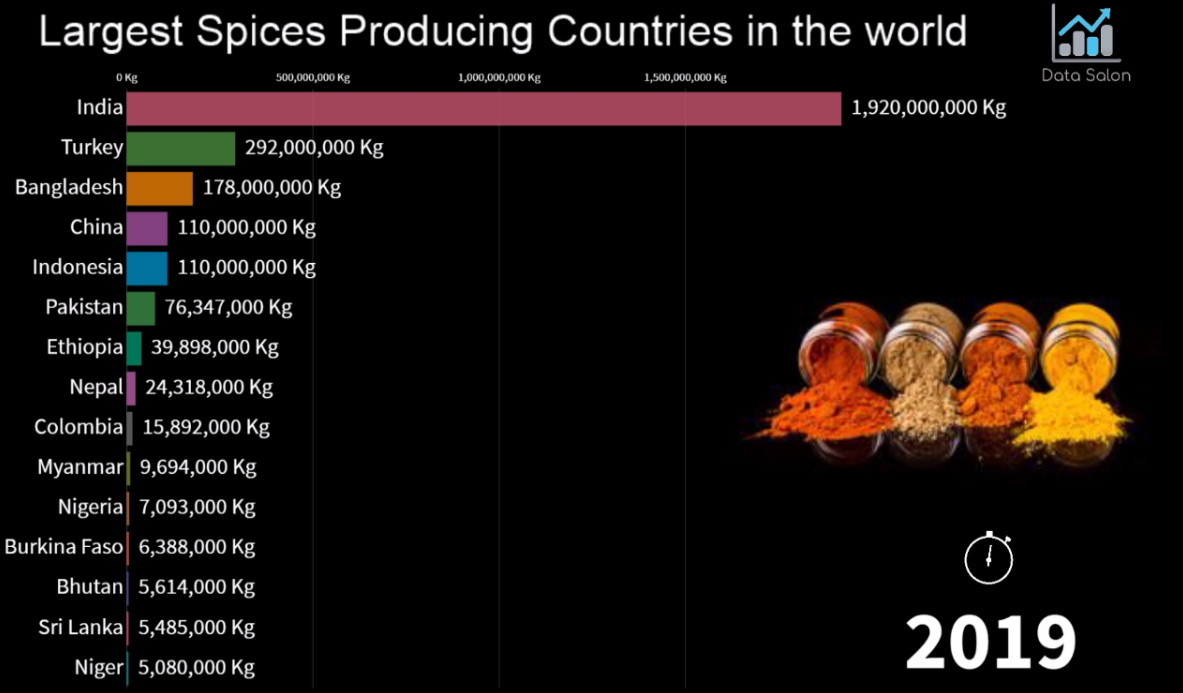 Largest Spices Producing Countries in the world
Data Salon
0 Kg 500,000,000 Kg 1,000,000,000 Kg 1,500,000,000 Kg
India 1,920,000,000 Kg
Turkey 292,000,000 Kg
Bangladesh 178,000,000 Kg
China 110,000,000 Kg
Indonesia 110,000,000 Kg
Pakistan 76,347,000 Kg
Ethiopia 39,898,000 Kg
Nepal 24,318,000 Kg
Colombia 15,892,000 Kg
Myanmar 9,694,000 Kg
Nigeria 7,093,000 Kg
Burkina Faso 6,388,000 Kg
Bhutan 5,614,000 Kg
Sri Lanka 5,485,000 Kg
Niger 5,080,000 Kg
2019